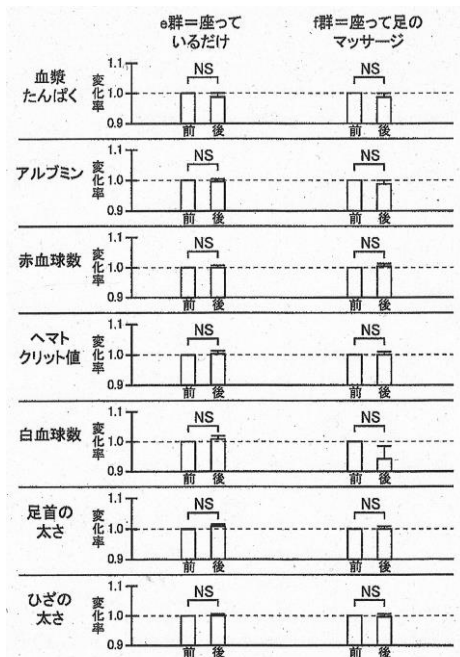 e群=座って
いるだけ
f群=座って足の
マッサージ
血漿
たんぱく
変化率
1.1
1.0
0.9
NS
前 後
NS
前 後
アルブミン
変化率
1.1
1.0
0.9
NS
前 後
NS
前 後
赤血球数
変化率
1.1
1.0
0.9
NS
前 後
NS
前 後
ヘマト
クリット値
変化率
1.1
1.0
0.9
NS
前 後
NS
前 後
白血球数
変化率
1.1
1.0
0.9
NS
前 後
NS
前 後
足首の
太さ
変化率
1.1
1.0
0.9
NS
前 後
NS
前 後
ひざの
太さ
変化率
1.1
1.0
0.9
NS
前 後
NS
前 後